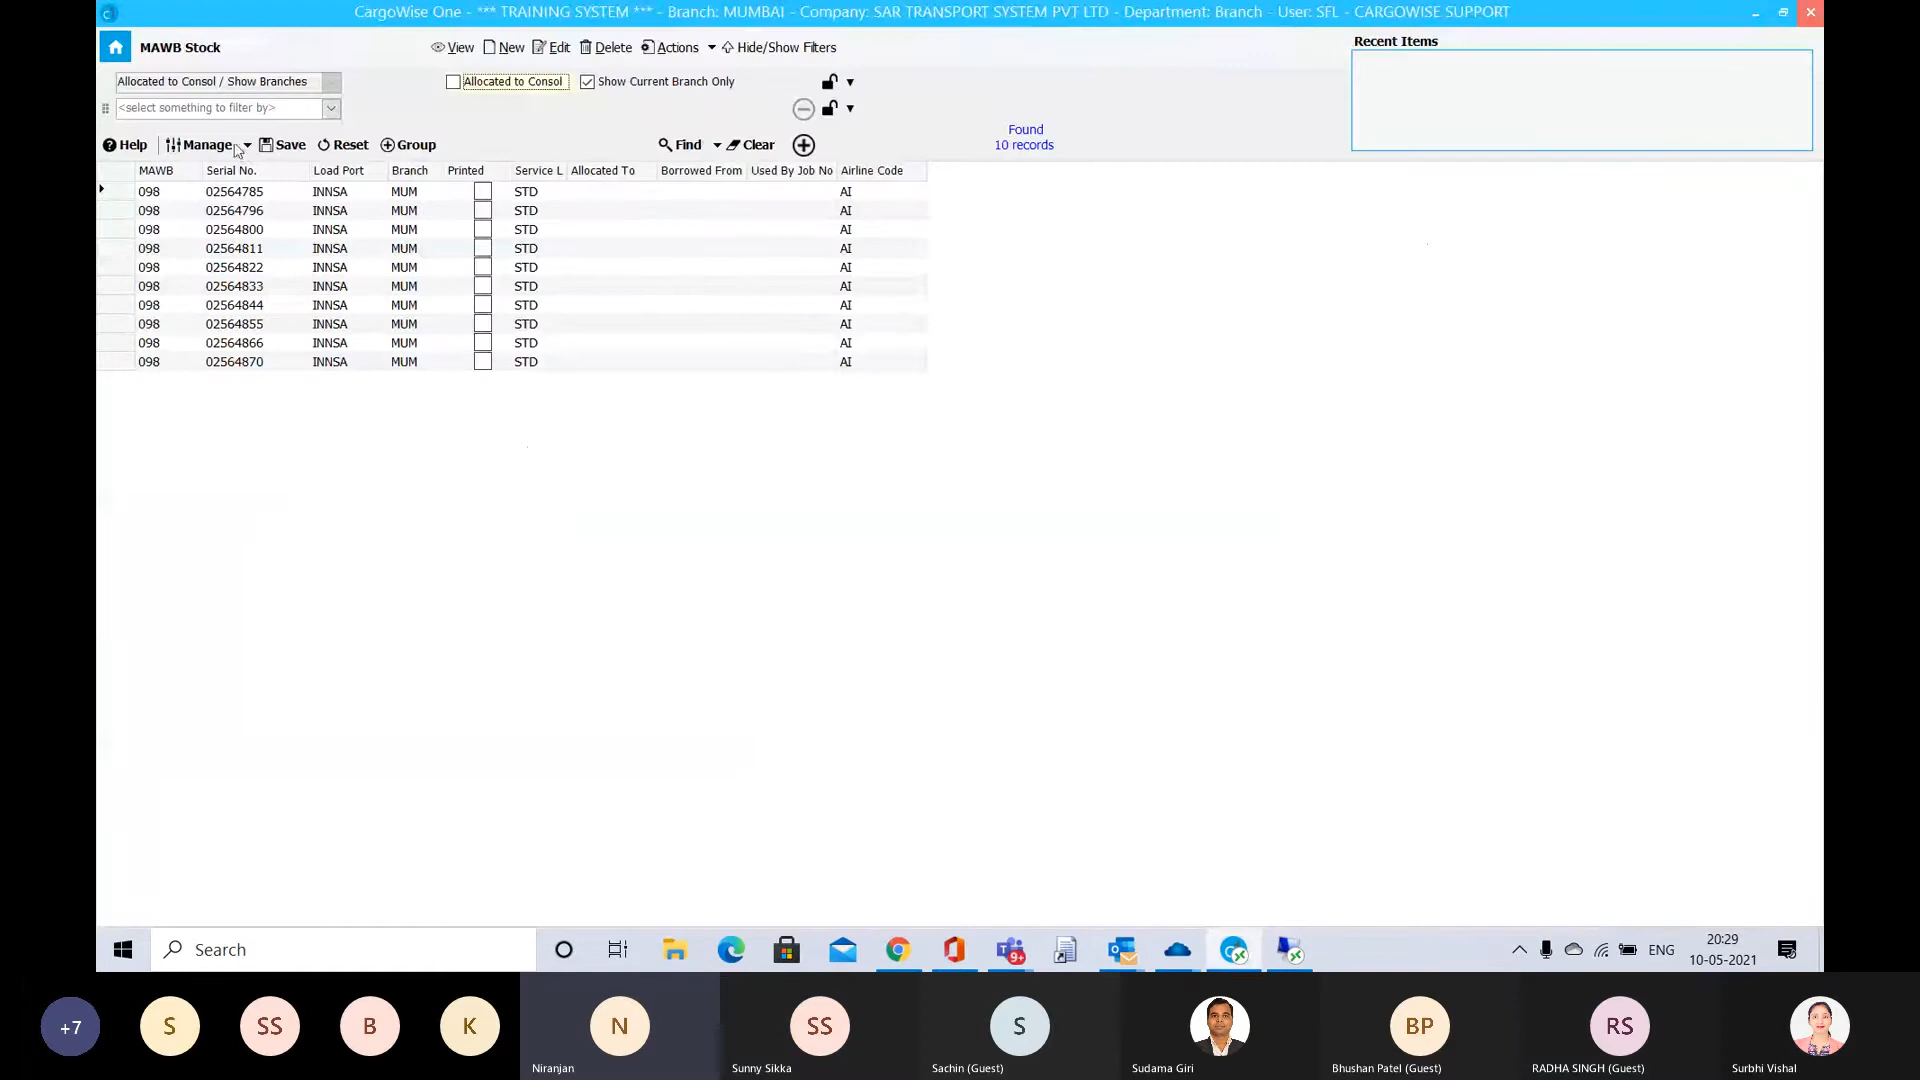 CargoWise One - *** TRAINING SYSTEM *** - Branch: MUMBAI - Company: SAR TRANSPORT SYSTEM PVT LTD - Department: Branch - User: SFL - CARGOWISE SUPPORT
MAWB Stock
View New Edit Delete Actions Hide/Show Filters
Recent Items
Allocated to Consol / Show Branches
Allocated to Consol
Show Current Branch Only
<select something to filter by>
Found
10 records
Help Manage Save Reset Group Find Clear
MAWB Serial No. Load Port Branch Printed Service L Allocated To Borrowed From Used By Job No Airline Code
098 02564785 INNSA MUM STD AI
098 02564796 INNSA MUM STD AI
098 02564800 INNSA MUM STD AI
098 02564811 INNSA MUM STD AI
098 02564822 INNSA MUM STD AI
098 02564833 INNSA MUM STD AI
098 02564844 INNSA MUM STD AI
098 02564855 INNSA MUM STD AI
098 02564866 INNSA MUM STD AI
098 02564870 INNSA MUM STD AI
Search
9+
ENG
20:29
10-05-2021
+7 S SS B K N SS S BP RS
Niranjan Sunny Sikka Sachin (Guest) Sudama Giri Bhushan Patel (Guest) RADHA SINGH (Guest) Surbhi Vishal